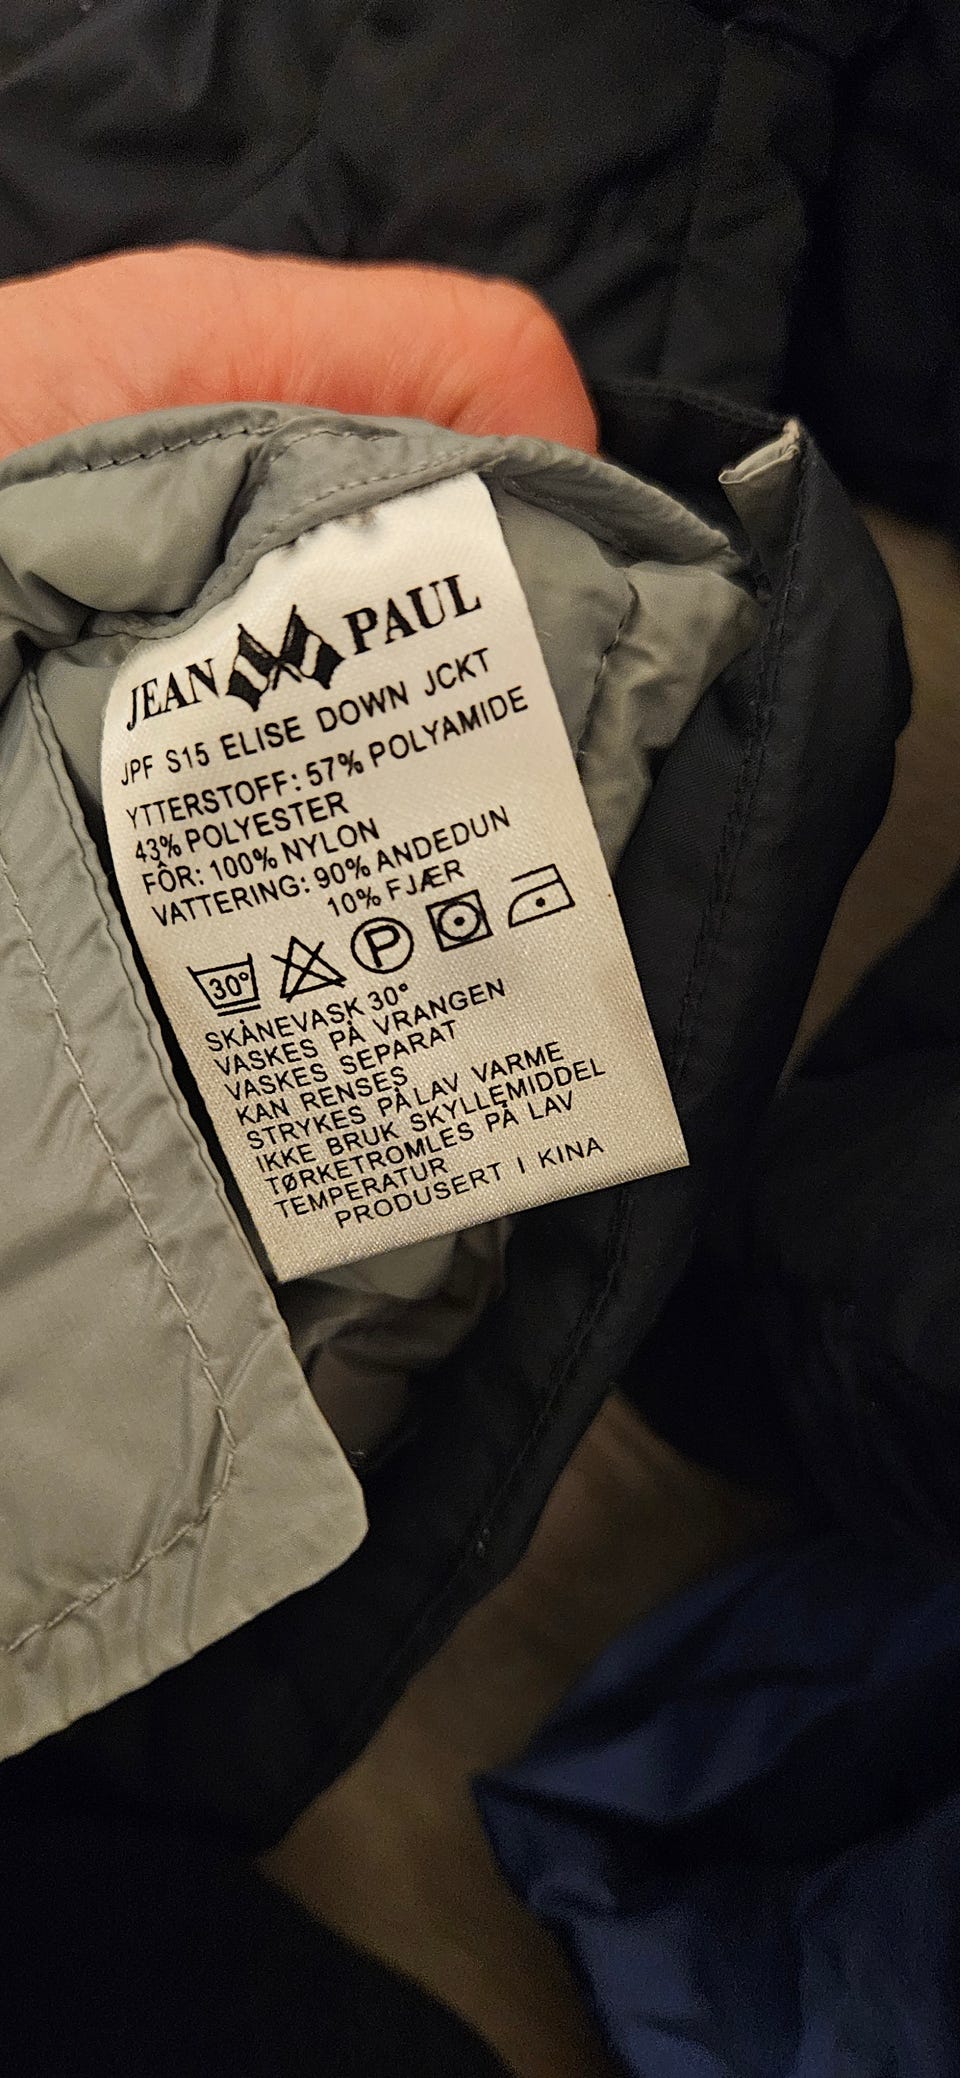 JEAN PAUL
JPF S15 ELISE DOWN JCKT
YTTERSTOFF: 57% POLYAMIDE
43% POLYESTER
FÔR: 100% NYLON
VATTERING: 90% ANDEDUN
10% FJÆR
30° P
SKÅNEVASK 30°
VASKES PÅ VRANGEN
VASKES SEPARAT
KAN RENSES
STRYKES PÅ LAV VARME
IKKE BRUK SKYLLEMIDDEL
TØRKETROMLES PÅ LAV
TEMPERATUR
PRODUSERT I KINA